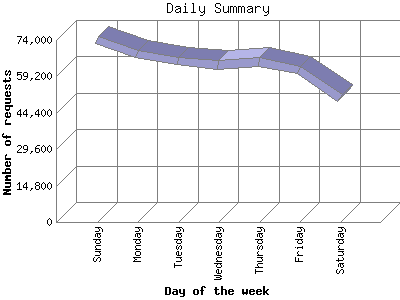 Daily Summary
74,000
59,200
44,400
29,600
14,800
0
Number of requests
Sunday
Monday
Tuesday
Wednesday
Thursday
Friday
Saturday
Day of the week